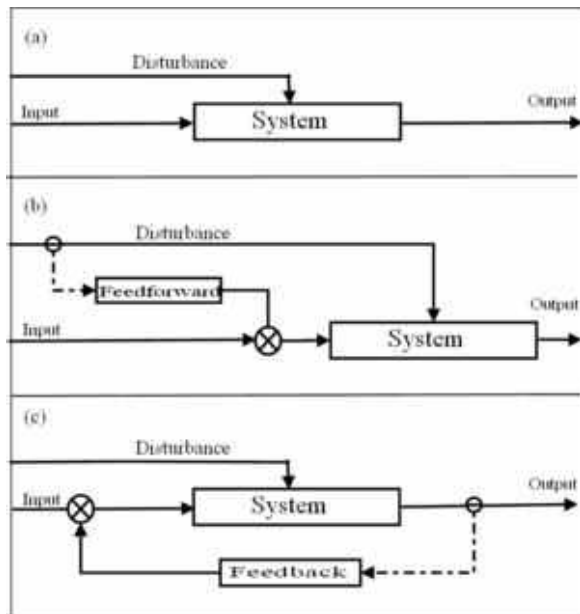 (a)
Disturbance
Input
System
Output
(b)
Disturbance
Feedforward
Output
Input
System
(c)
Disturbance
Input
System
Output
Feedback